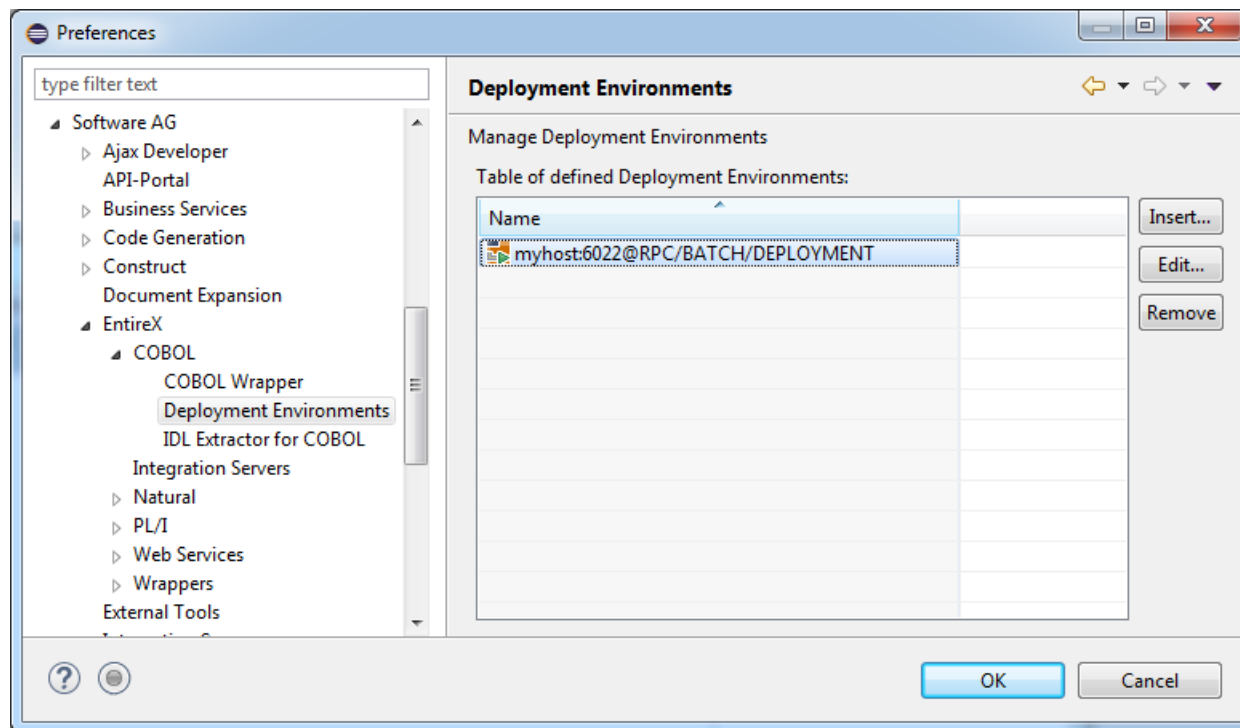 Preferences
type filter text
Software AG
Ajax Developer
API-Portal
Business Services
Code Generation
Construct
Document Expansion
EntireX
COBOL
COBOL Wrapper
Deployment Environments
IDL Extractor for COBOL
Integration Servers
Natural
PL/I
Web Services
Wrappers
External Tools
Deployment Environments
Manage Deployment Environments
Table of defined Deployment Environments:
Name
myhost:6022@RPC/BATCH/DEPLOYMENT
Insert...
Edit...
Remove
OK
Cancel